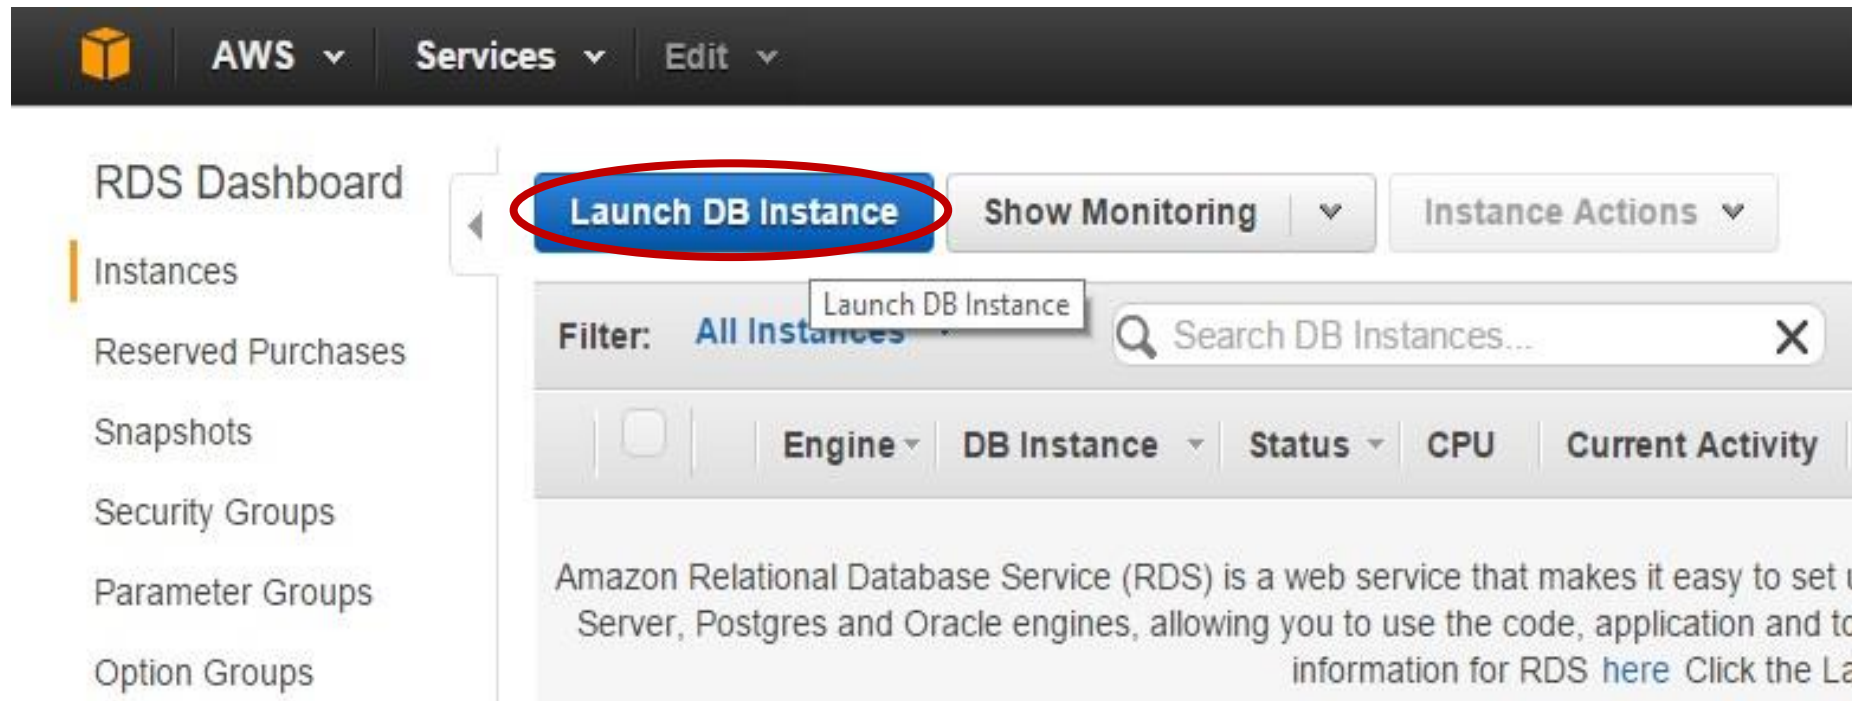 AWS Services Edit
RDS Dashboard
Instances
Reserved Purchases
Snapshots
Security Groups
Parameter Groups
Option Groups
Launch DB Instance Show Monitoring Instance Actions
Launch DB Instance
Filter: All Instances Search DB Instances...
Engine DB Instance Status CPU Current Activity
Amazon Relational Database Service (RDS) is a web service that makes it easy to set
Server, Postgres and Oracle engines, allowing you to use the code, application and
information for RDS here Click the